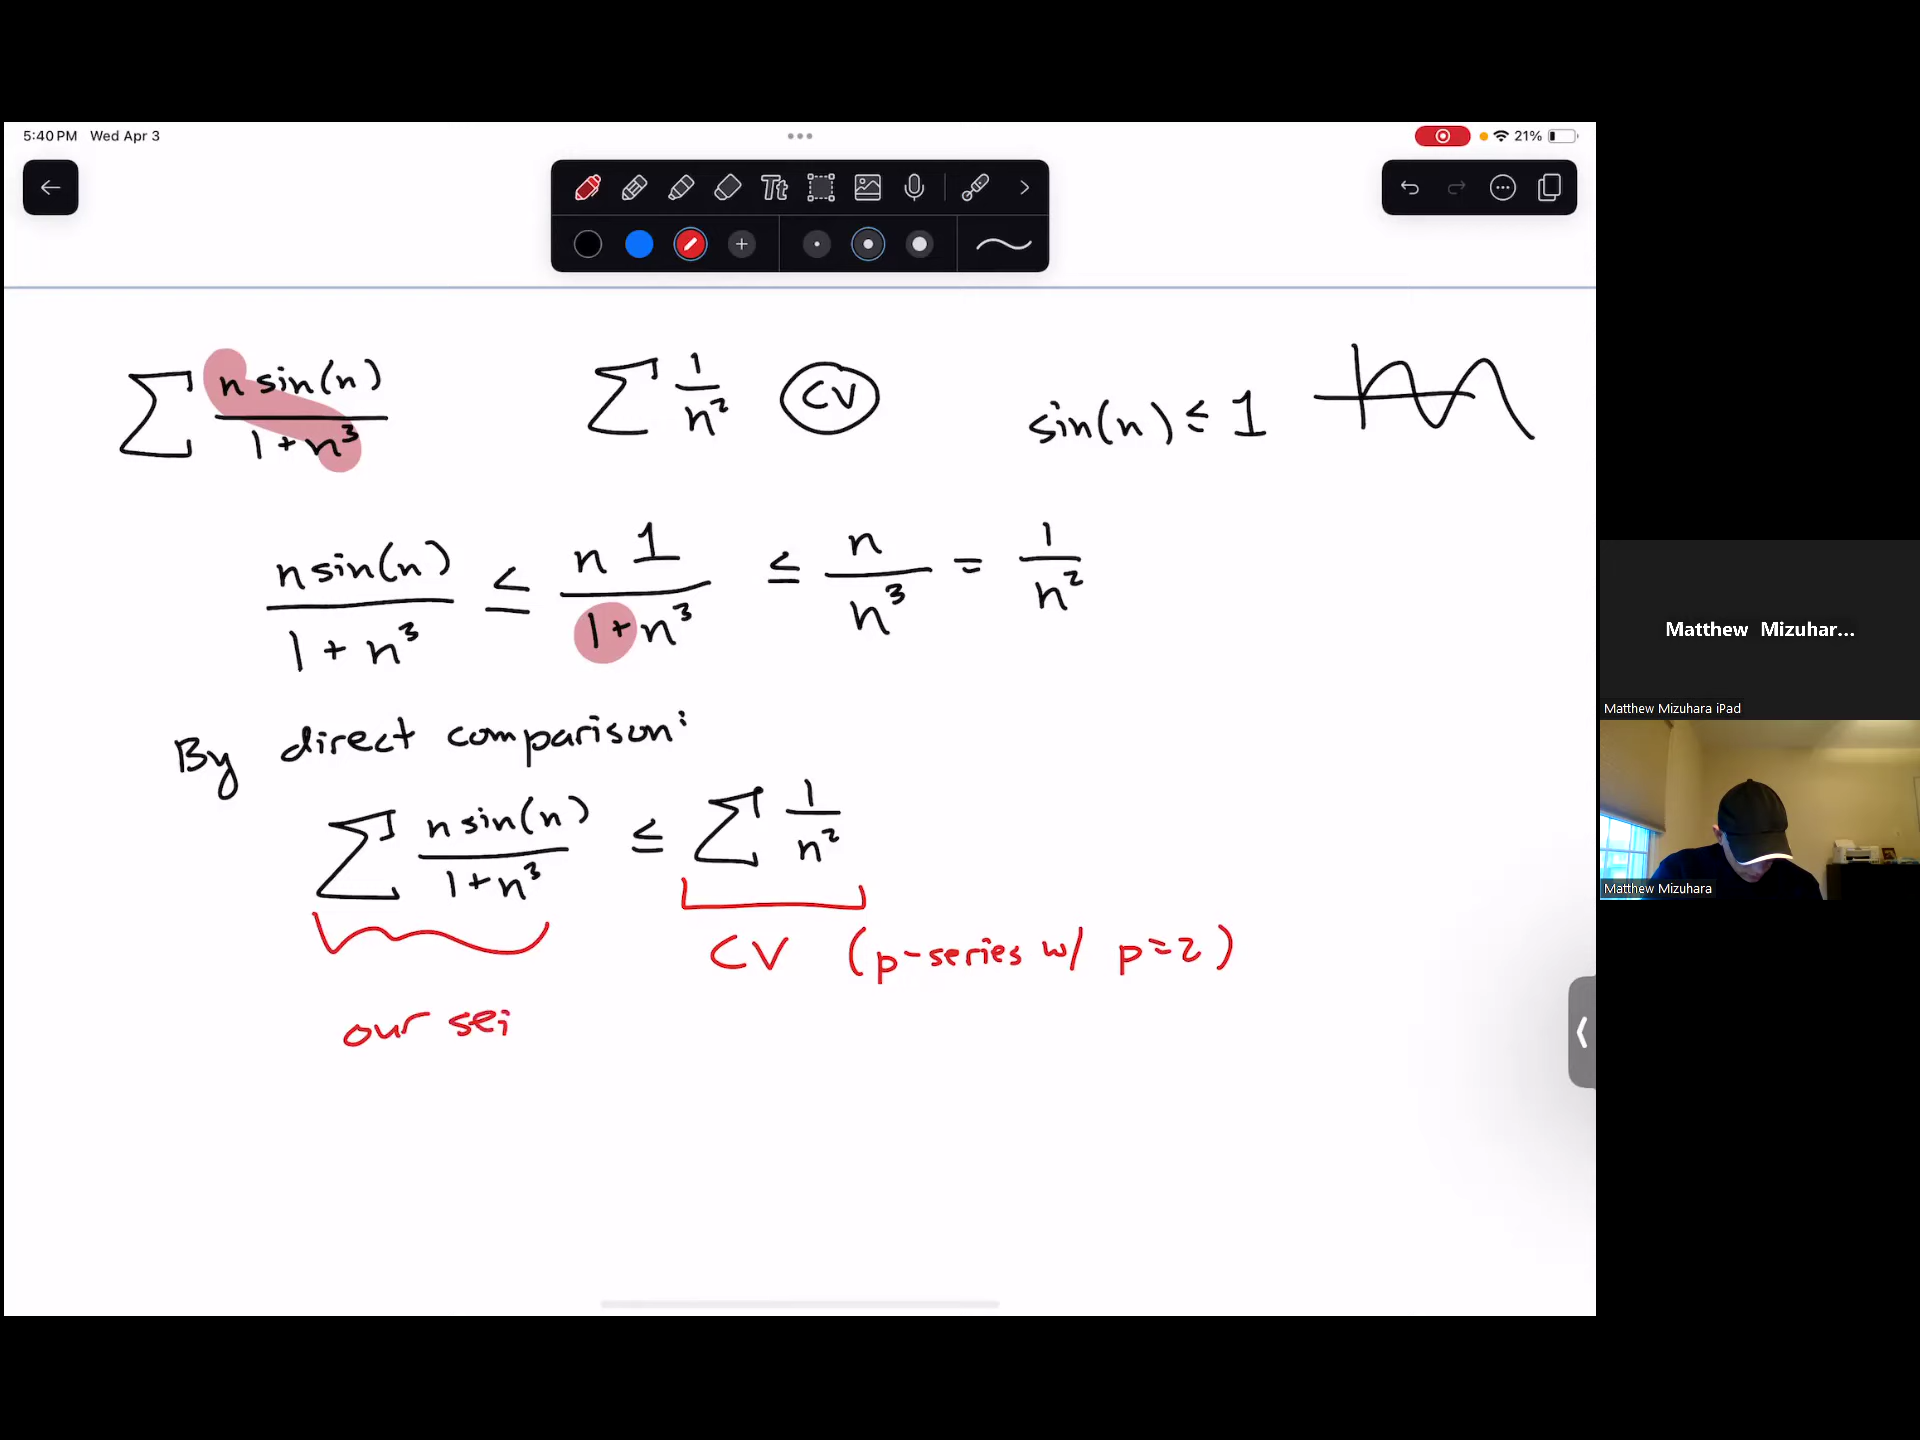 5:40 PM Wed Apr 3
21%
Tt
∑ n sin(n) / 1 + n³   ∑ 1/n²   CV   sin(n) ≤ 1
n sin(n) / 1 + n³ ≤ n 1 / 1 + n³ ≤ n / n³ = 1 / n²
By direct comparison:
∑ n sin(n) / 1 + n³ ≤ ∑ 1 / n²
CV (p-series w/ p=2)
our sei
Matthew Mizuhar...
Matthew Mizuhara iPad
Matthew Mizuhara